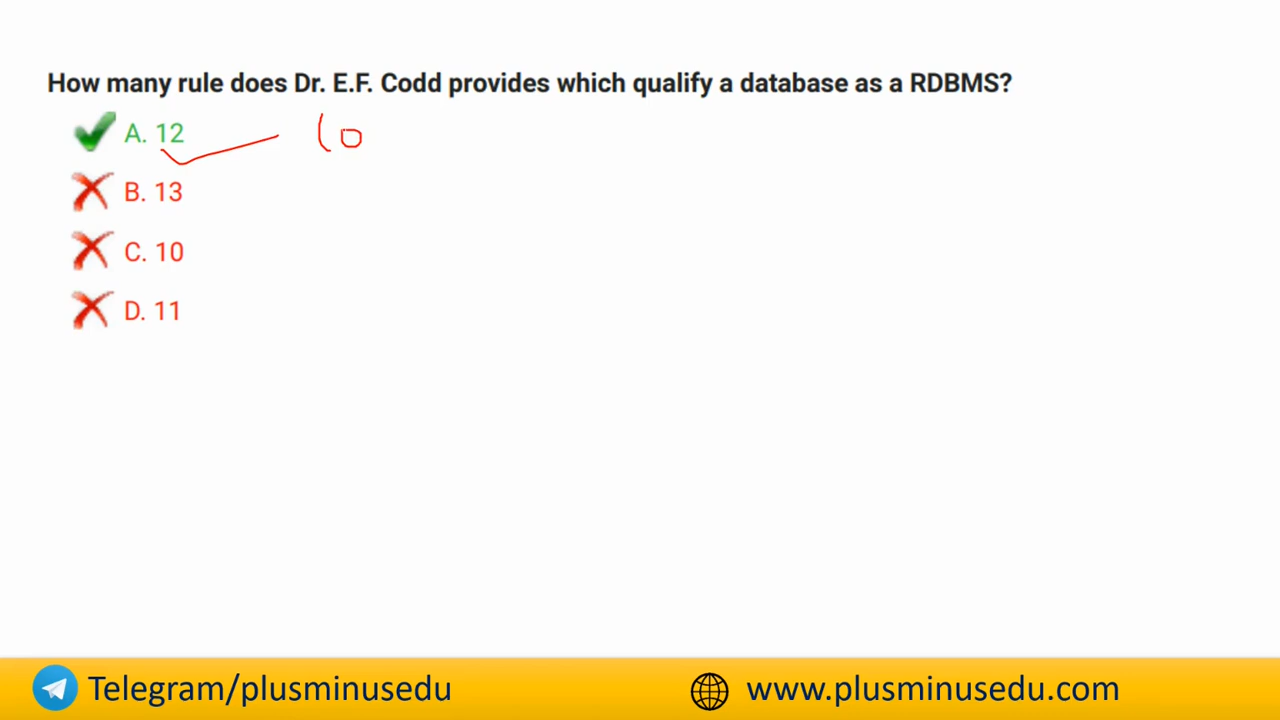 How many rule does Dr. E.F. Codd provides which qualify a database as a RDBMS?
A. 12
B. 13
C. 10
D. 11
Telegram/plusminusedu
www.plusminusedu.com